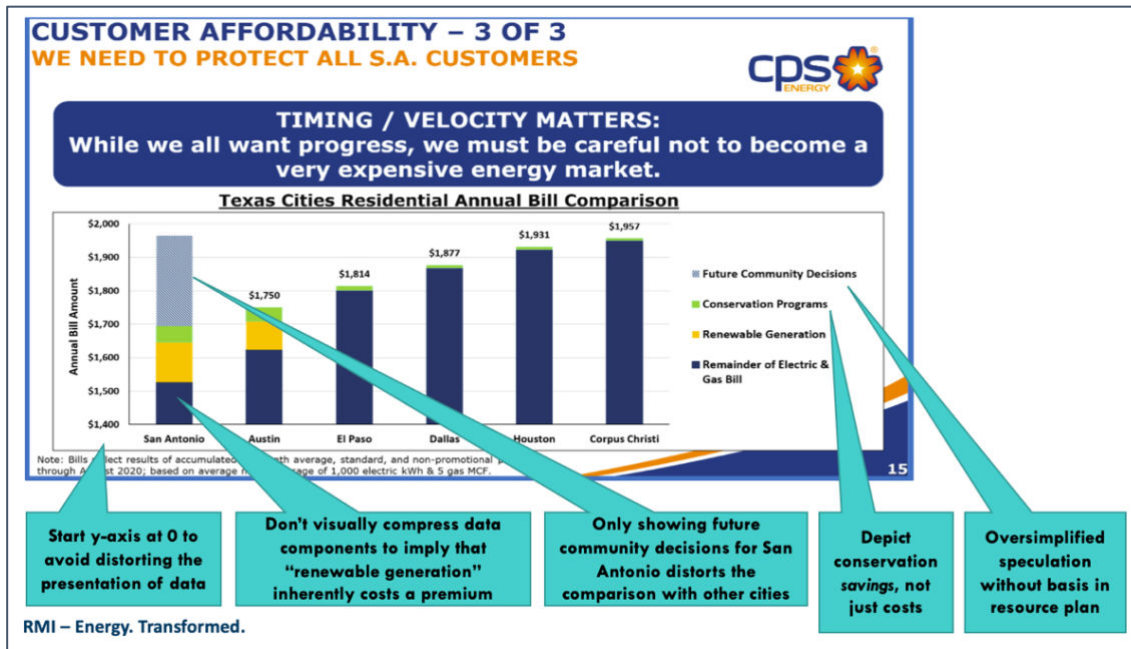 CUSTOMER AFFORDABILITY – 3 OF 3
WE NEED TO PROTECT ALL S.A. CUSTOMERS
cps
ENERGY
®
TIMING / VELOCITY MATTERS:
While we all want progress, we must be careful not to become a
very expensive energy market.
Texas Cities Residential Annual Bill Comparison
Annual Bill Amount
$2,000
$1,900
$1,800
$1,700
$1,600
$1,500
$1,400
$1,750
$1,814
$1,877
$1,931
$1,957
San Antonio
Austin
El Paso
Dallas
Houston
Corpus Christi
Future Community Decisions
Conservation Programs
Renewable Generation
Remainder of Electric &
Gas Bill
Note: Bills reflect results of accumulated average, standard, and non-promotional
through 2020; based on average of 1,000 electric kWh & 5 gas MCF.
15
Start y-axis at 0 to
avoid distorting the
presentation of data
Don't visually compress data
components to imply that
“renewable generation”
inherently costs a premium
Only showing future
community decisions for San
Antonio distorts the
comparison with other cities
Depict
conservation
savings, not
just costs
Oversimplified
speculation
without basis in
resource plan
RMI – Energy. Transformed.